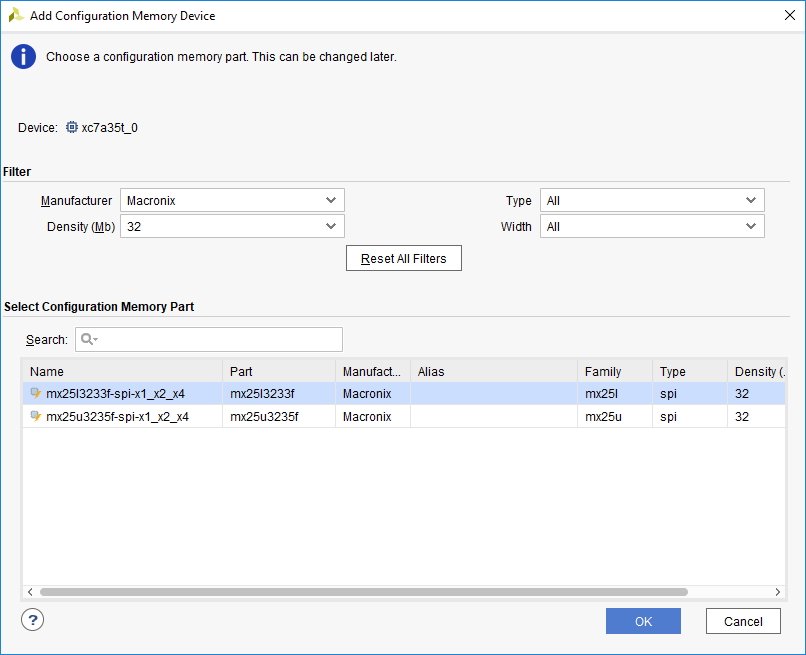 Add Configuration Memory Device
Choose a configuration memory part. This can be changed later.
Device: xc7a35t_0
Filter
Manufacturer Macronix Type All
Density (Mb) 32 Width All
Reset All Filters
Select Configuration Memory Part
Search:
Name Part Manufact... Alias Family Type Density (.
mx25l3233f-spi-x1_x2_x4 mx25l3233f Macronix mx25l spi 32
mx25u3235f-spi-x1_x2_x4 mx25u3235f Macronix mx25u spi 32
? OK Cancel